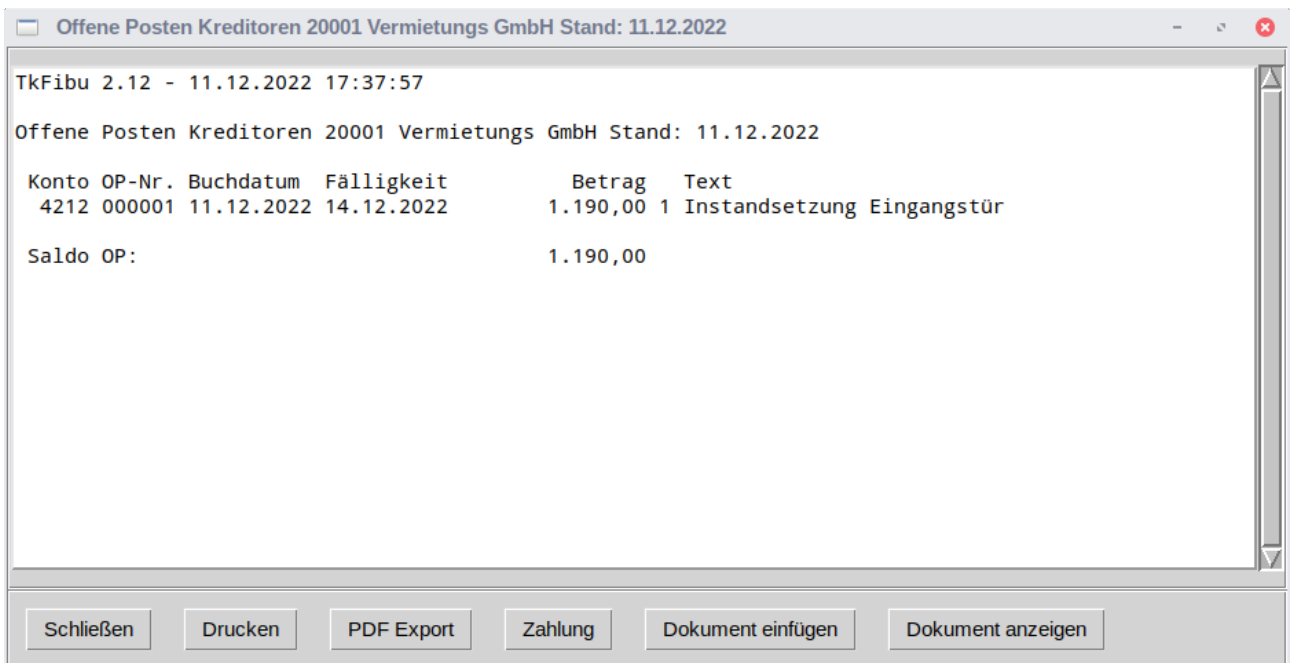 Offene Posten Kreditoren 20001 Vermietungs GmbH Stand: 11.12.2022
TkFibu 2.12 - 11.12.2022 17:37:57
Offene Posten Kreditoren 20001 Vermietungs GmbH Stand: 11.12.2022
Konto OP-Nr. Buchdatum Fälligkeit Betrag Text
4212 000001 11.12.2022 14.12.2022 1.190,00 1 Instandsetzung Eingangstür
Saldo OP: 1.190,00
Schließen Drucken PDF Export Zahlung Dokument einfügen Dokument anzeigen